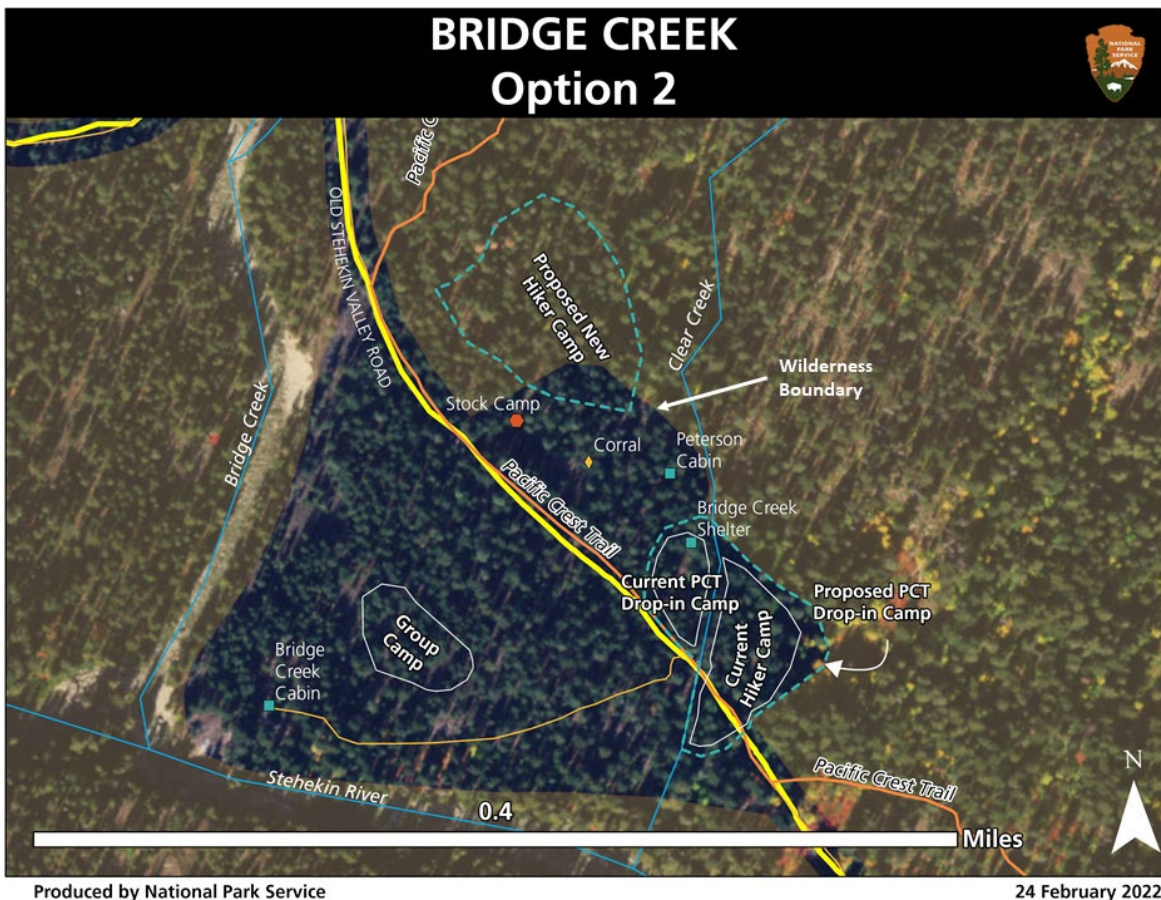 BRIDGE CREEK
Option 2
NATIONAL
PARK
SERVICE
Pacific C
OLD STEHEKIN VALLEY ROAD
Proposed New
Hiker Camp
Clear Creek
Wilderness
Boundary
Stock Camp
Bridge Creek
Corral
Peterson
Cabin
Pacific Crest Trail
Bridge Creek
Shelter
Current PCT
Drop-in Camp
Proposed PCT
Drop-in Camp
Group
Camp
Current
Hiker Camp
Bridge
Creek
Cabin
Stehekin River
Pacific Crest Trail
N
0.4
Miles
Produced by National Park Service
24 February 2022